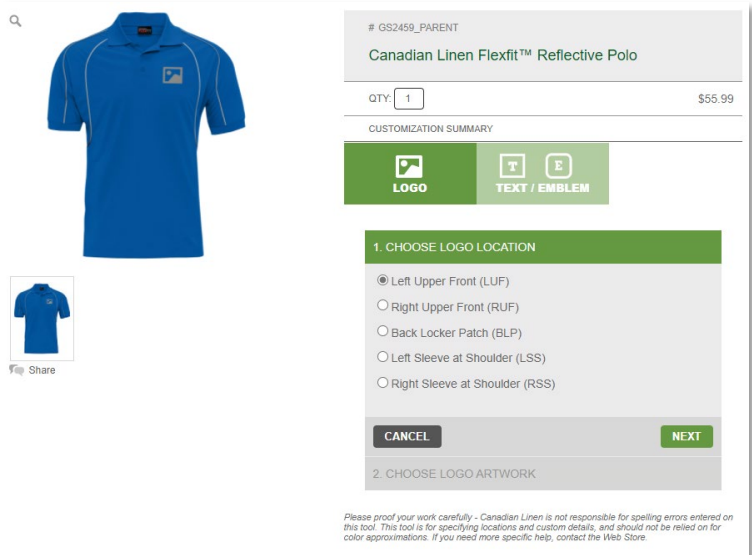 # GS2459_PARENT
Canadian Linen Flexfit™ Reflective Polo
QTY: 1 $55.99
CUSTOMIZATION SUMMARY
T E
LOGO TEXT / EMBLEM
1. CHOOSE LOGO LOCATION
Left Upper Front (LUF)
Right Upper Front (RUF)
Back Locker Patch (BLP)
Left Sleeve at Shoulder (LSS)
Right Sleeve at Shoulder (RSS)
Share
CANCEL NEXT
2. CHOOSE LOGO ARTWORK
Please proof your work carefully - Canadian Linen is not responsible for spelling errors entered on
this tool. This tool is for specifying locations and custom details, and should not be relied on for
color approximations. If you need more specific help, contact the Web Store.